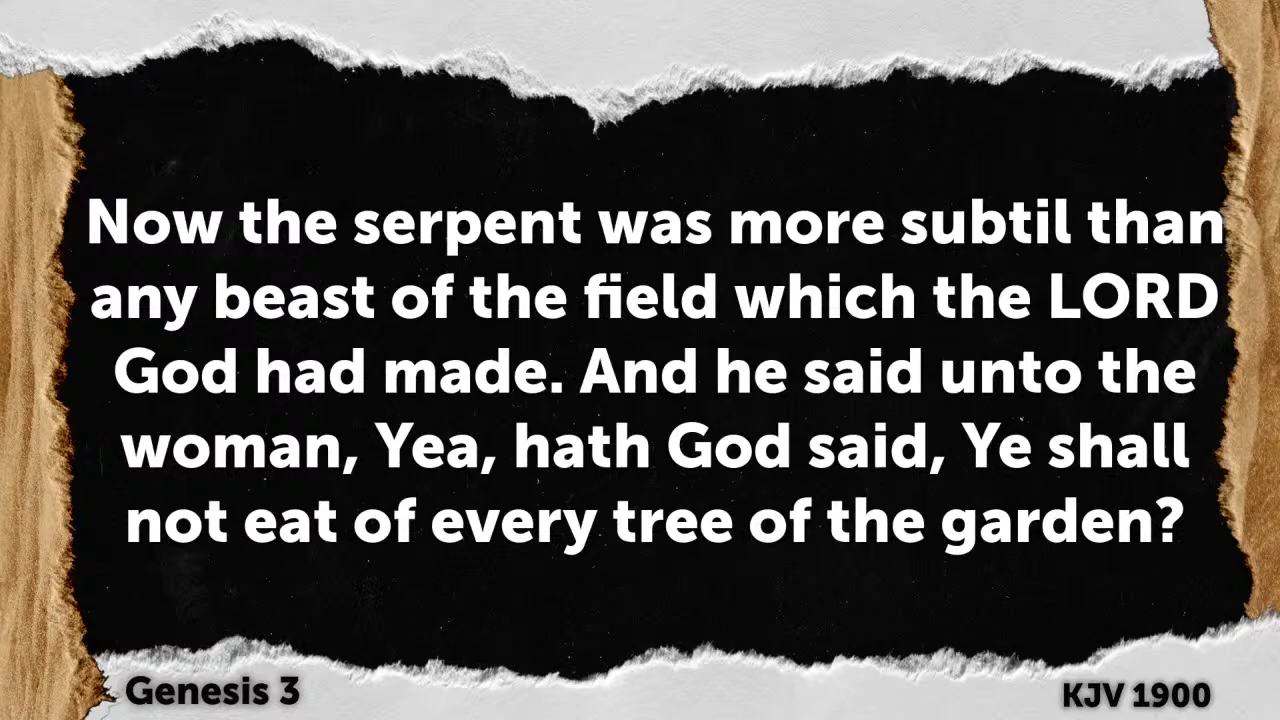 Now the serpent was more subtil than
any beast of the field which the LORD
God had made. And he said unto the
woman, Yea, hath God said, Ye shall
not eat of every tree of the garden?
Genesis 3
KJV 1900